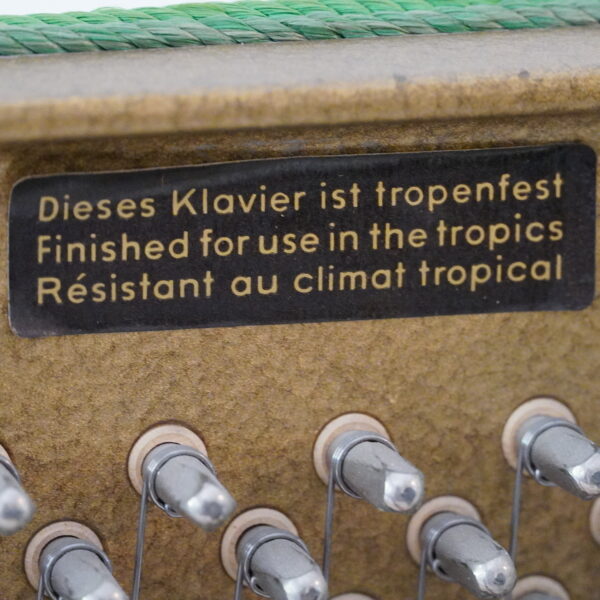 Dieses Klavier ist tropenfest
Finished for use in the tropics
Résistant au climat tropical